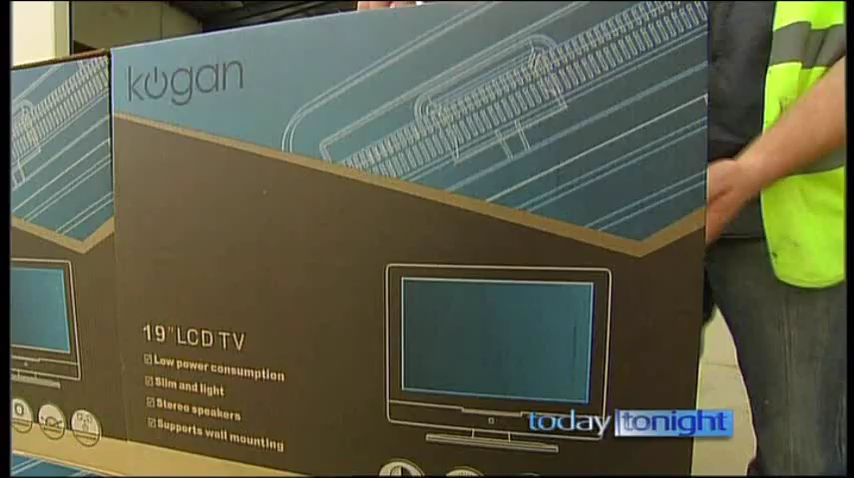 kogan
19" LCD TV
Low power consumption
Slim and light
Stereo speakers
Supports wall mounting
today tonight